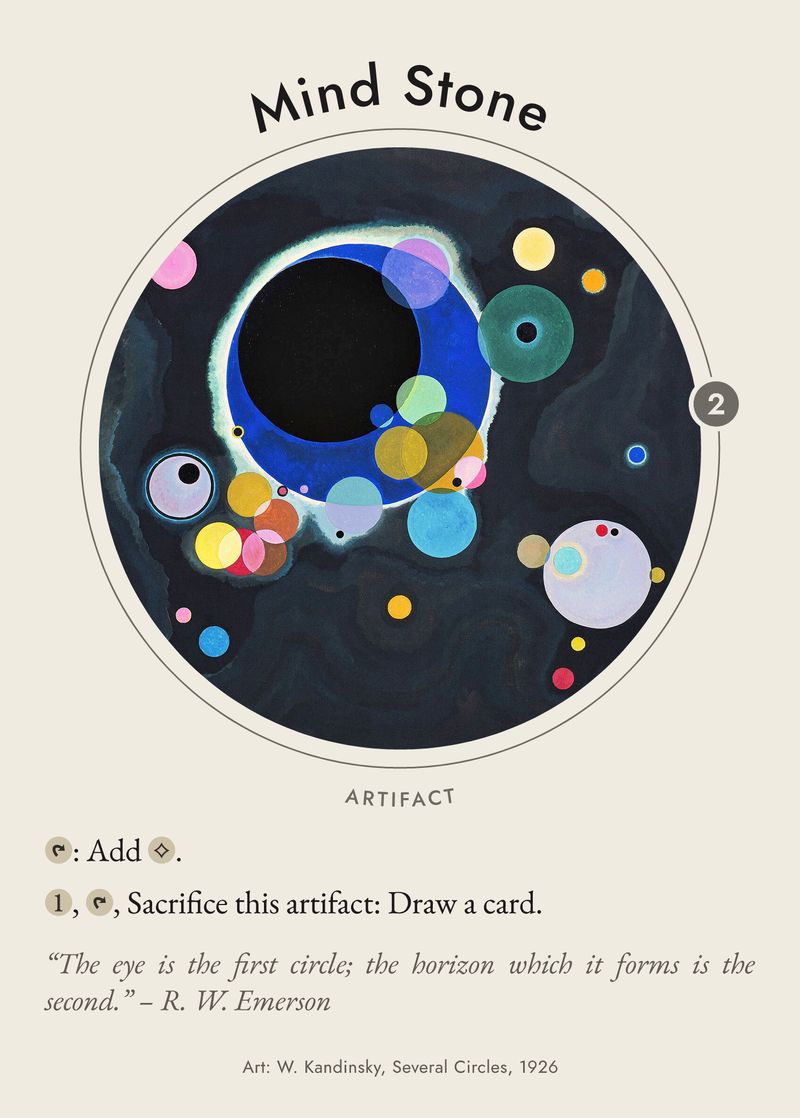 Mind Stone
2
ARTIFACT
: Add .
1, , Sacrifice this artifact: Draw a card.
“The eye is the first circle; the horizon which it forms is the
second.” – R. W. Emerson
Art: W. Kandinsky, Several Circles, 1926